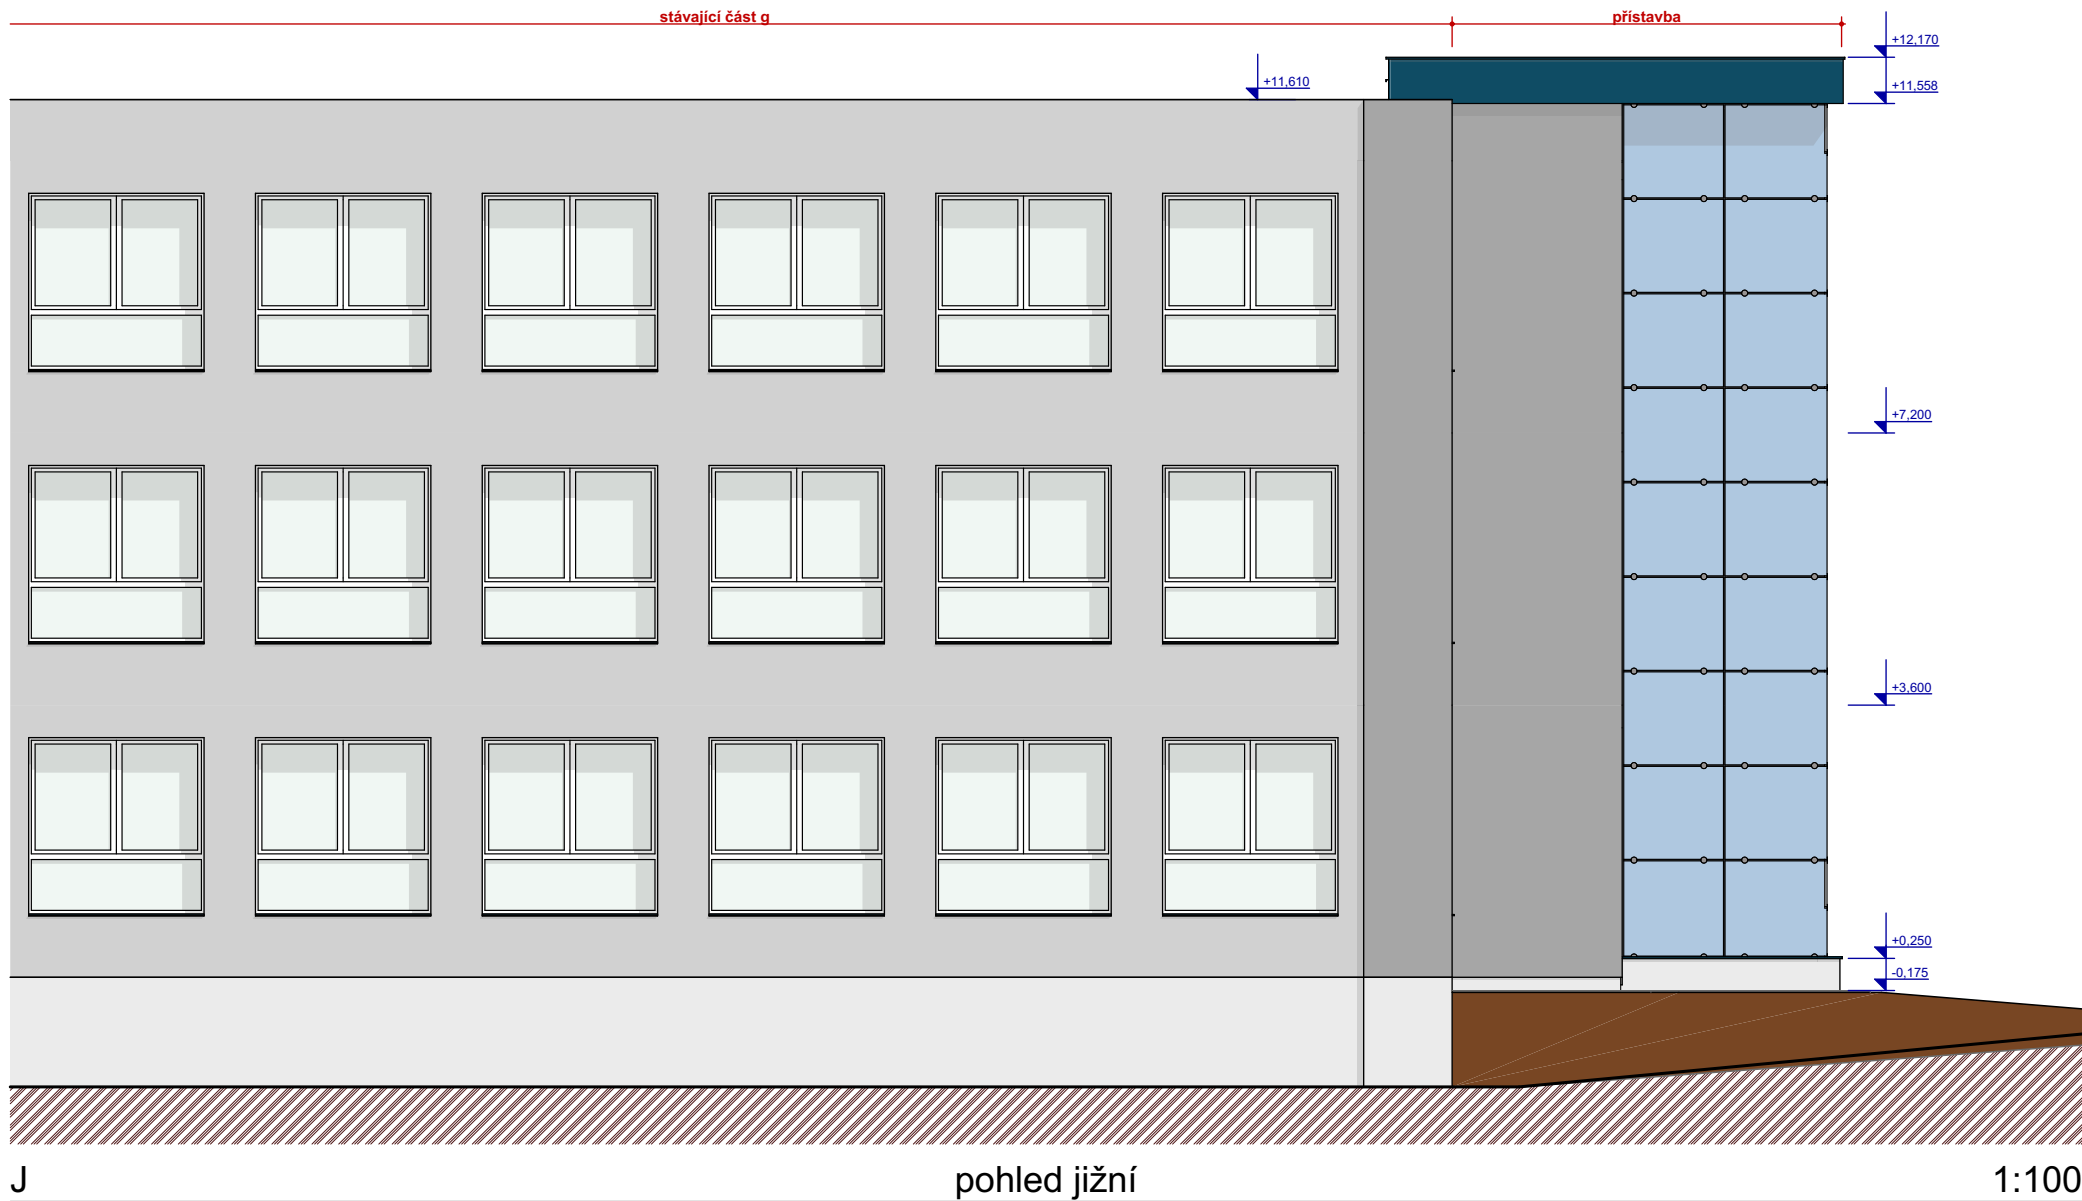 stávající část g
přístavba
+12,170
+11,610
+11,558
+7,200
+3,600
+0,250
-0,175
J
pohled jižní
1:100